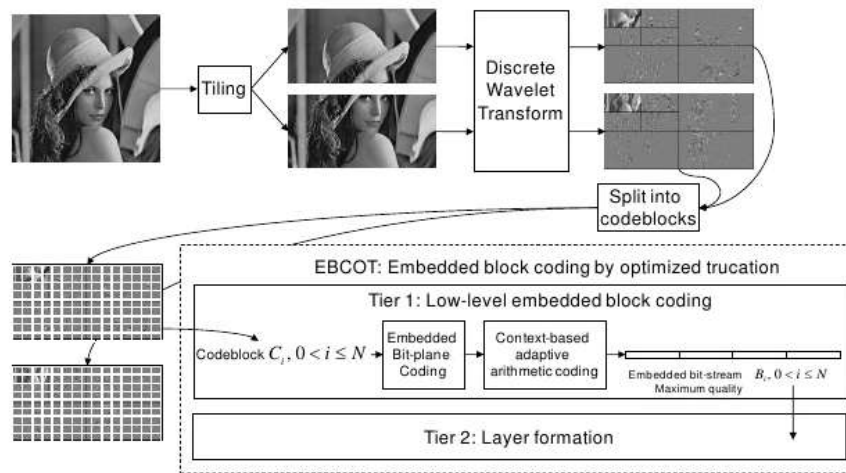 Tiling
Discrete
Wavelet
Transform
Split into
codeblocks
EBCOT: Embedded block coding by optimized trucation
Tier 1: Low-level embedded block coding
Codeblock C_i, 0 < i ≤ N
Embedded
Bit-plane
Coding
Context-based
adaptive
arithmetic coding
Embedded bit-stream B_i, 0 < i ≤ N
Maximum quality
Tier 2: Layer formation